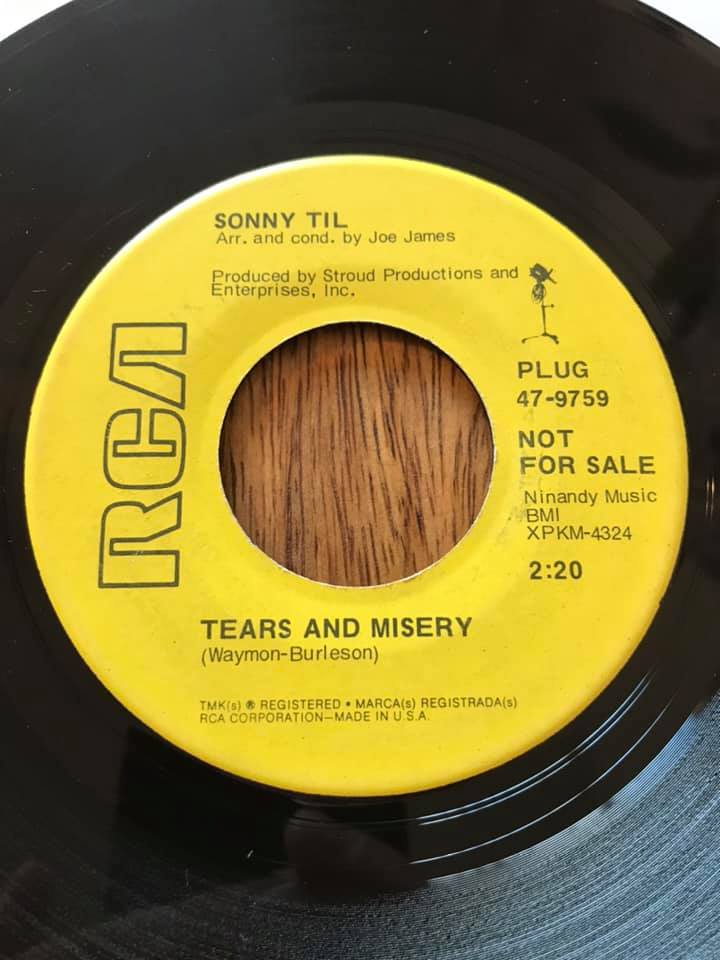 SONNY TIL
Arr. and cond. by Joe James
Produced by Stroud Productions and
Enterprises, Inc.
RCA
PLUG
47-9759
NOT
FOR SALE
Ninandy Music
BMI
XPKM-4324
2:20
TEARS AND MISERY
(Waymon-Burleson)
TMK(s) ® REGISTERED • MARCA(s) REGISTRADA(s)
RCA CORPORATION—MADE IN U.S.A.